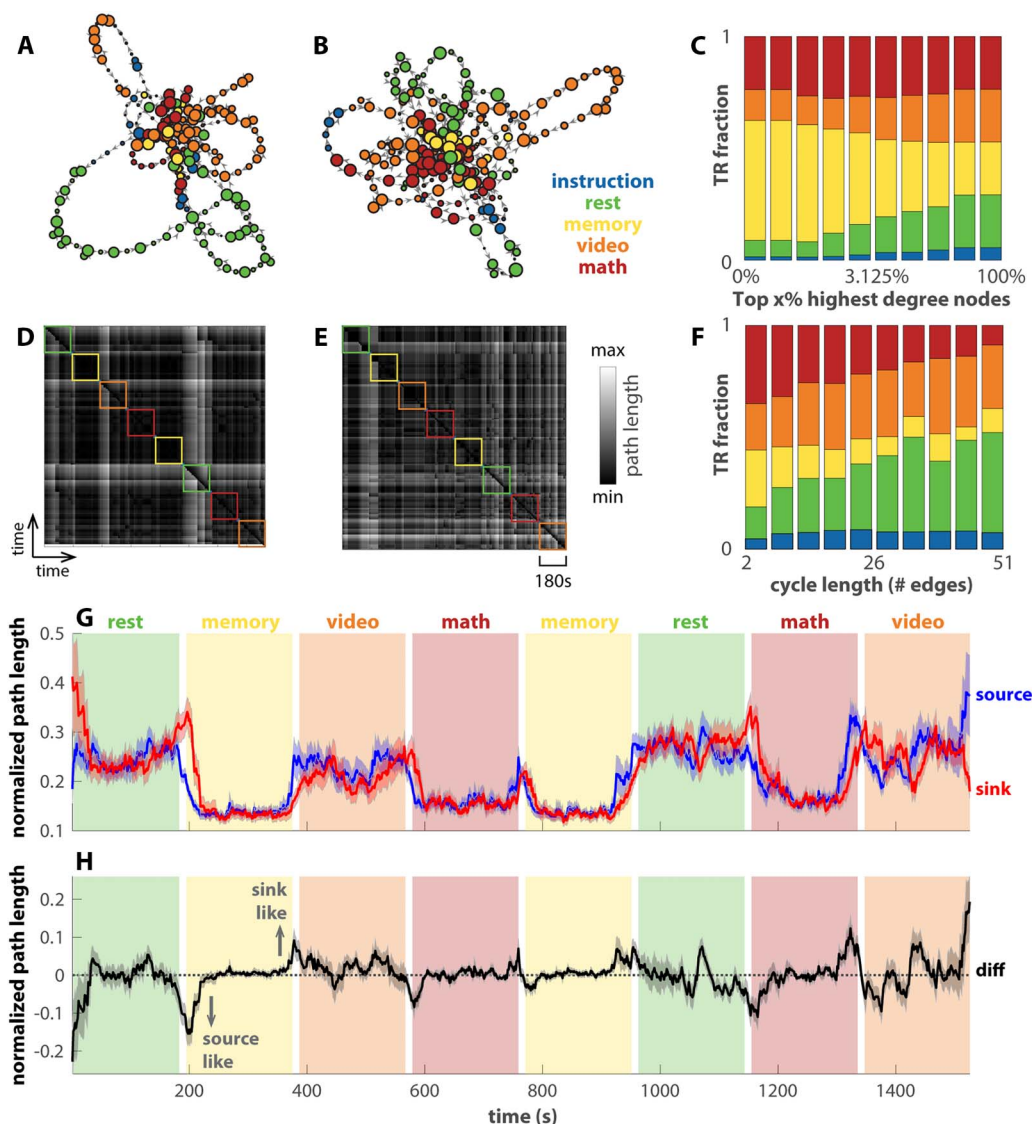 A
B
C
instruction
rest
memory
video
math
1
TR fraction
0
0%
3.125%
100%
Top x% highest degree nodes
D
E
F
max
path length
min
time
time
180s
1
TR fraction
0
2
26
51
cycle length (# edges)
G
rest
memory
video
math
memory
rest
math
video
normalized path length
0.5
0.4
0.3
0.2
0.1
source
sink
H
normalized path length
0.2
0.1
0
-0.1
-0.2
sink
like
source
like
diff
200
400
600
800
1000
1200
1400
time (s)